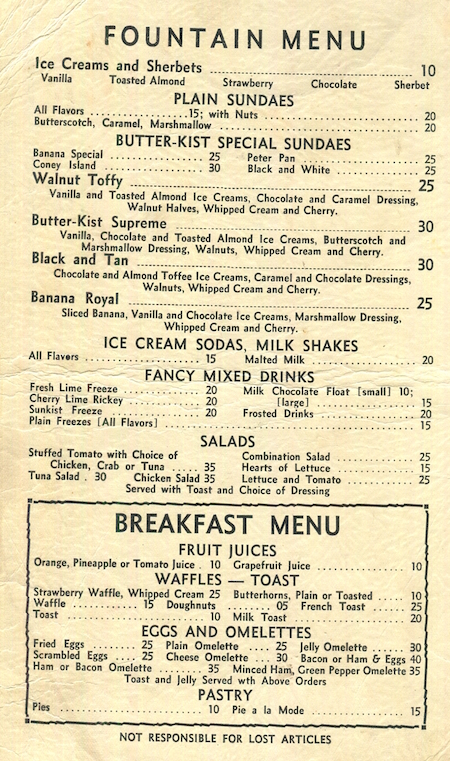 FOUNTAIN MENU
Ice Creams and Sherbets 10
Vanilla Toasted Almond Strawberry Chocolate Sherbet
PLAIN SUNDAES
All Flavors ..................15; with Nuts ........................ 20
Butterscotch, Caramel, Marshmallow ........................ 20
BUTTER-KIST SPECIAL SUNDAES
Banana Special .............. 25 Peter Pan .................. 25
Coney Island ................ 30 Black and White ............ 25
Walnut Toffy 25
Vanilla and Toasted Almond Ice Creams, Chocolate and Caramel Dressing,
Walnut Halves, Whipped Cream and Cherry.
Butter-Kist Supreme 30
Vanilla, Chocolate and Toasted Almond Ice Creams, Butterscotch and
Marshmallow Dressing, Walnuts, Whipped Cream and Cherry.
Black and Tan 30
Chocolate and Almond Toffee Ice Creams, Caramel and Chocolate Dressings,
Walnuts, Whipped Cream and Cherry.
Banana Royal 25
Sliced Banana, Vanilla and Chocolate Ice Creams, Marshmallow Dressing,
Whipped Cream and Cherry.
ICE CREAM SODAS, MILK SHAKES
All Flavors .................. 15 Malted Milk .................. 20
FANCY MIXED DRINKS
Fresh Lime Freeze ............ 20 Milk Chocolate Float [small] 10;
Cherry Lime Rickey ........... 20 [large] .................. 15
Sunkist Freeze ............... 20 Frosted Drinks ............... 20
Plain Freezes [All Flavors] .................................. 15
SALADS
Stuffed Tomato with Choice of Combination Salad ............ 25
Chicken, Crab or Tuna ..... 35 Hearts of Lettuce ............ 15
Tuna Salad . 30 Chicken Salad 35 Lettuce and Tomato ........... 25
Served with Toast and Choice of Dressing
BREAKFAST MENU
FRUIT JUICES
Orange, Pineapple or Tomato Juice . 10 Grapefruit Juice ............ 10
WAFFLES — TOAST
Strawberry Waffle, Whipped Cream 25 Butterhorns, Plain or Toasted .... 10
Waffle ............ 15 Doughnuts ...... 05 French Toast ...... 25
Toast .................. 10 Milk Toast .................. 20
EGGS AND OMELETTES
Fried Eggs ...... 25 Plain Omelette .... 25 Jelly Omelette ...... 30
Scrambled Eggs .... 25 Cheese Omelette .... 30 Bacon or Ham & Eggs 40
Ham or Bacon Omelette .......... 35 Minced Ham, Green Pepper Omelette 35
Toast and Jelly Served wth Above Orders
PASTRY
Pies .................. 10 Pie a la Mode .................. 15
NOT RESPONSIBLE FOR LOST ARTICLES